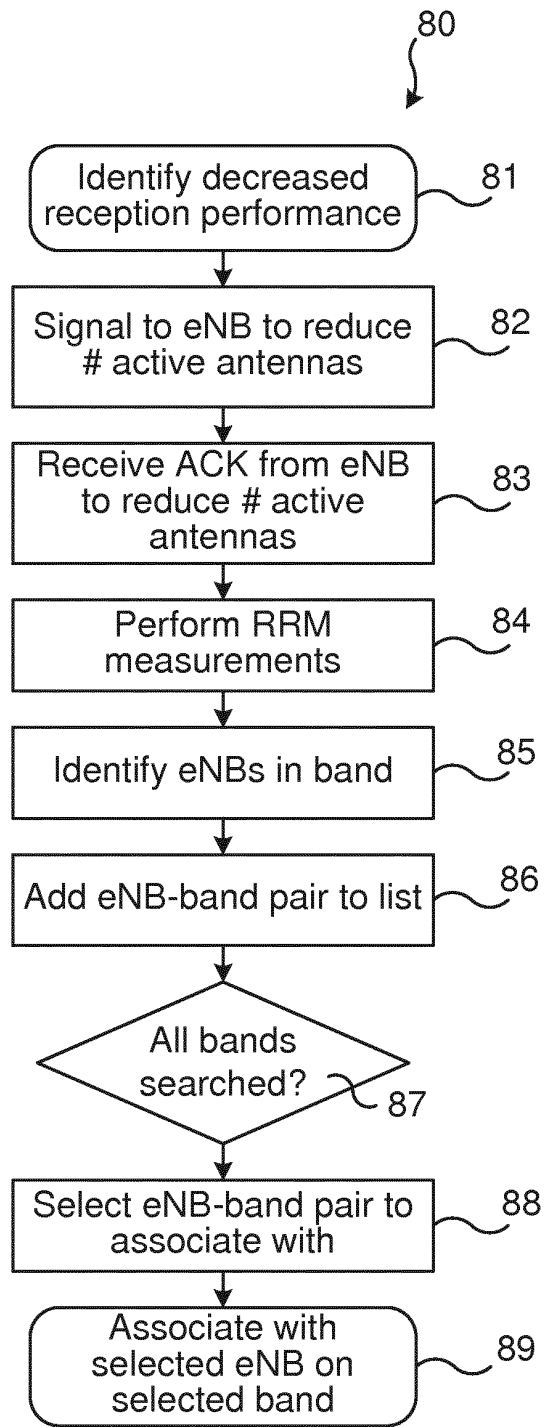 80
Identify decreased
reception performance
81
Signal to eNB to reduce
# active antennas
82
Receive ACK from eNB
to reduce # active
antennas
83
Perform RRM
measurements
84
Identify eNBs in band
85
Add eNB-band pair to list
86
All bands
searched?
87
Select eNB-band pair to
associate with
88
Associate with
selected eNB on
selected band
89